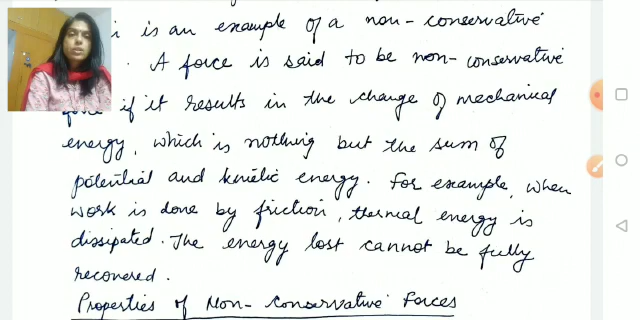 is an example of a non-conservative
. A force is said to be non-conservative
force if it results in the change of mechanical
energy, which is nothing but the sum of
potential and kinetic energy. For example, when
work is done by friction, thermal energy is
dissipated. The energy lost cannot be fully
recovered.
Properties of Non-Conservative Forces